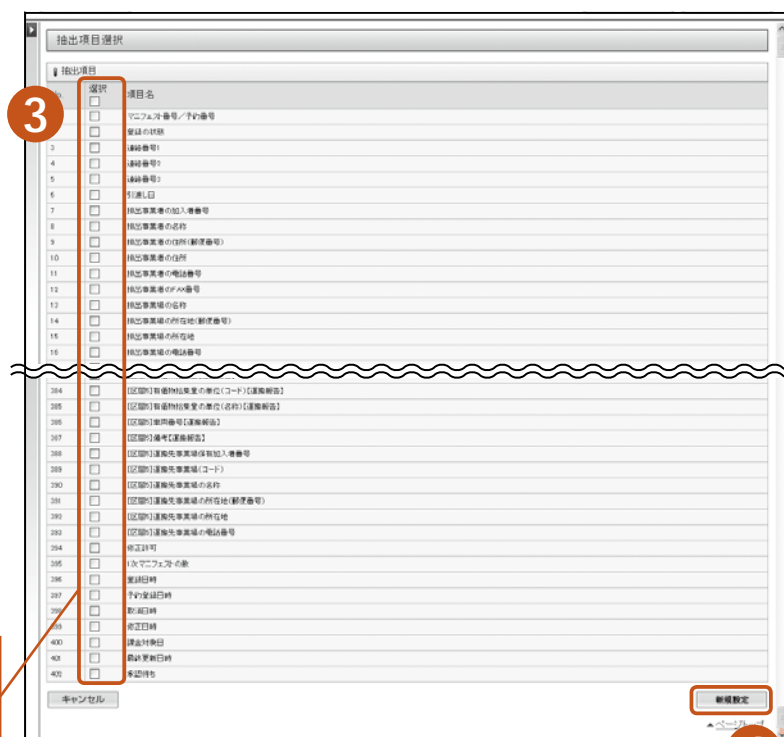 抽出項目選択
抽出項目
No. 選択 項目名
3
マニフェスト番号/予約番号
登録の状態
3 連絡番号1
4 連絡番号2
5 連絡番号3
6 引渡し日
7 排出事業者の加入者番号
8 排出事業者の名称
9 排出事業者の住所(郵便番号)
10 排出事業者の住所
11 排出事業者の電話番号
12 排出事業者のFAX番号
13 排出事業場の名称
14 排出事業場の所在地(郵便番号)
15 排出事業場の所在地
16 排出事業場の電話番号
384 [区間5]有価物拾集量の単位(コード)【運搬報告】
385 [区間5]有価物拾集量の単位(名称)【運搬報告】
386 [区間5]車両番号【運搬報告】
387 [区間5]備考【運搬報告】
388 [区間5]運搬先事業場保有加入者番号
389 [区間5]運搬先事業場(コード)
390 [区間5]運搬先事業場の名称
391 [区間5]運搬先事業場の所在地(郵便番号)
392 [区間5]運搬先事業場の所在地
393 [区間5]運搬先事業場の電話番号
394 修正許可
395 1次マニフェストの数
396 登録日時
397 予約登録日時
398 取消日時
399 修正日時
400 課金対象日
401 最終更新日時
402 承認待ち
キャンセル 新規設定